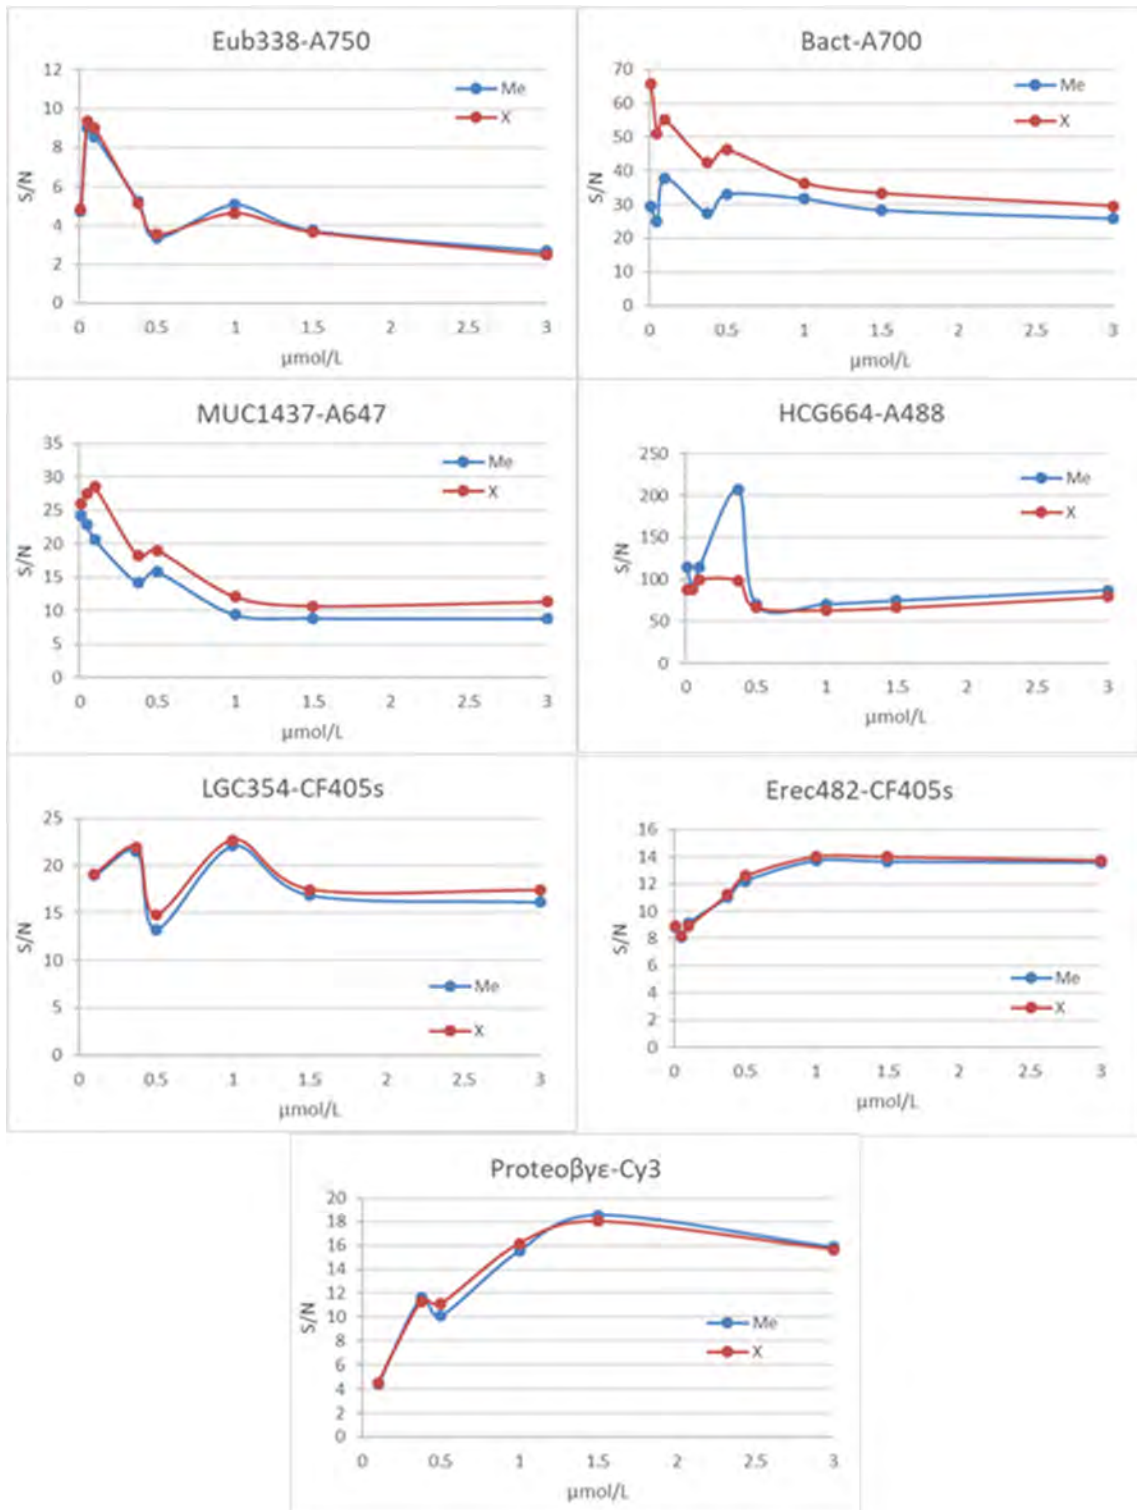 Eub338-A750
12
10
8
6
4
2
0
S/N
Me
X
0 0.5 1 1.5 2 2.5 3
µmol/L
Bact-A700
70
60
50
40
30
20
10
0
S/N
Me
X
0 0.5 1 1.5 2 2.5 3
µmol/L
MUC1437-A647
35
30
25
20
15
10
5
0
S/N
Me
X
0 0.5 1 1.5 2 2.5 3
µmol/L
HCG664-A488
250
200
150
100
50
0
S/N
Me
X
0 0.5 1 1.5 2 2.5 3
µmol/L
LGC354-CF405s
25
20
15
10
5
0
S/N
Me
X
0 0.5 1 1.5 2 2.5 3
µmol/L
Erec482-CF405s
16
14
12
10
8
6
4
2
0
S/N
Me
X
0 0.5 1 1.5 2 2.5 3
µmol/L
Proteoβγε-Cy3
20
18
16
14
12
10
8
6
4
2
0
S/N
Me
X
0 0.5 1 1.5 2 2.5 3
µmol/L